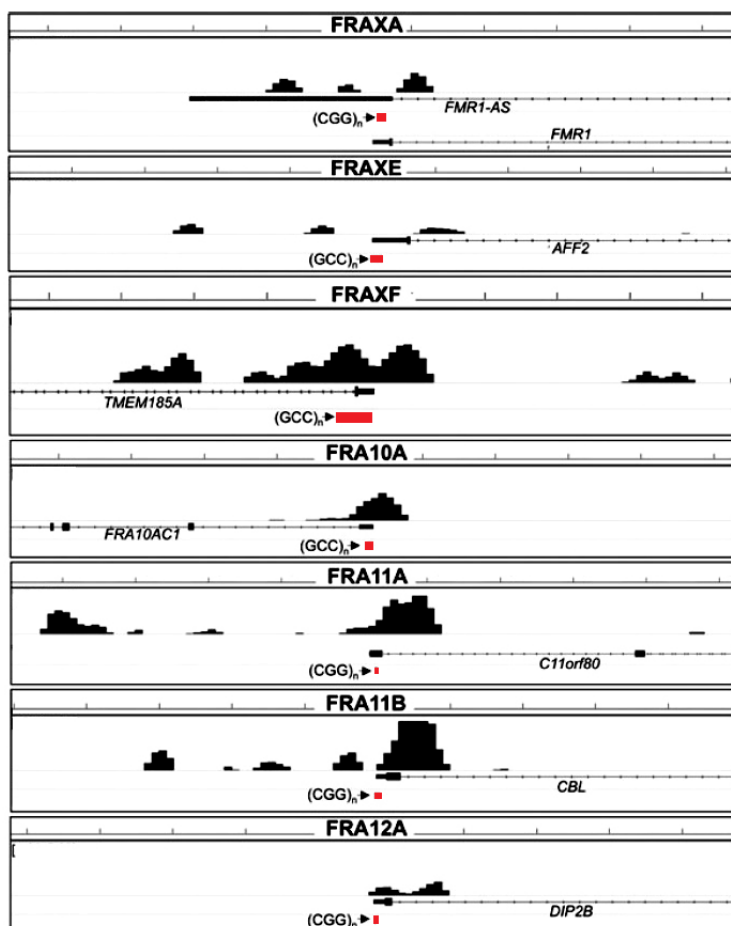 FRAXA
FMR1-AS
(CGG)n
FMR1
FRAXE
AFF2
(GCC)n
FRAXF
TMEM185A
(GCC)n
FRA10A
FRA10AC1
(GCC)n
FRA11A
C11orf80
(CGG)n
FRA11B
CBL
(CGG)n
FRA12A
DIP2B
(CGG)n